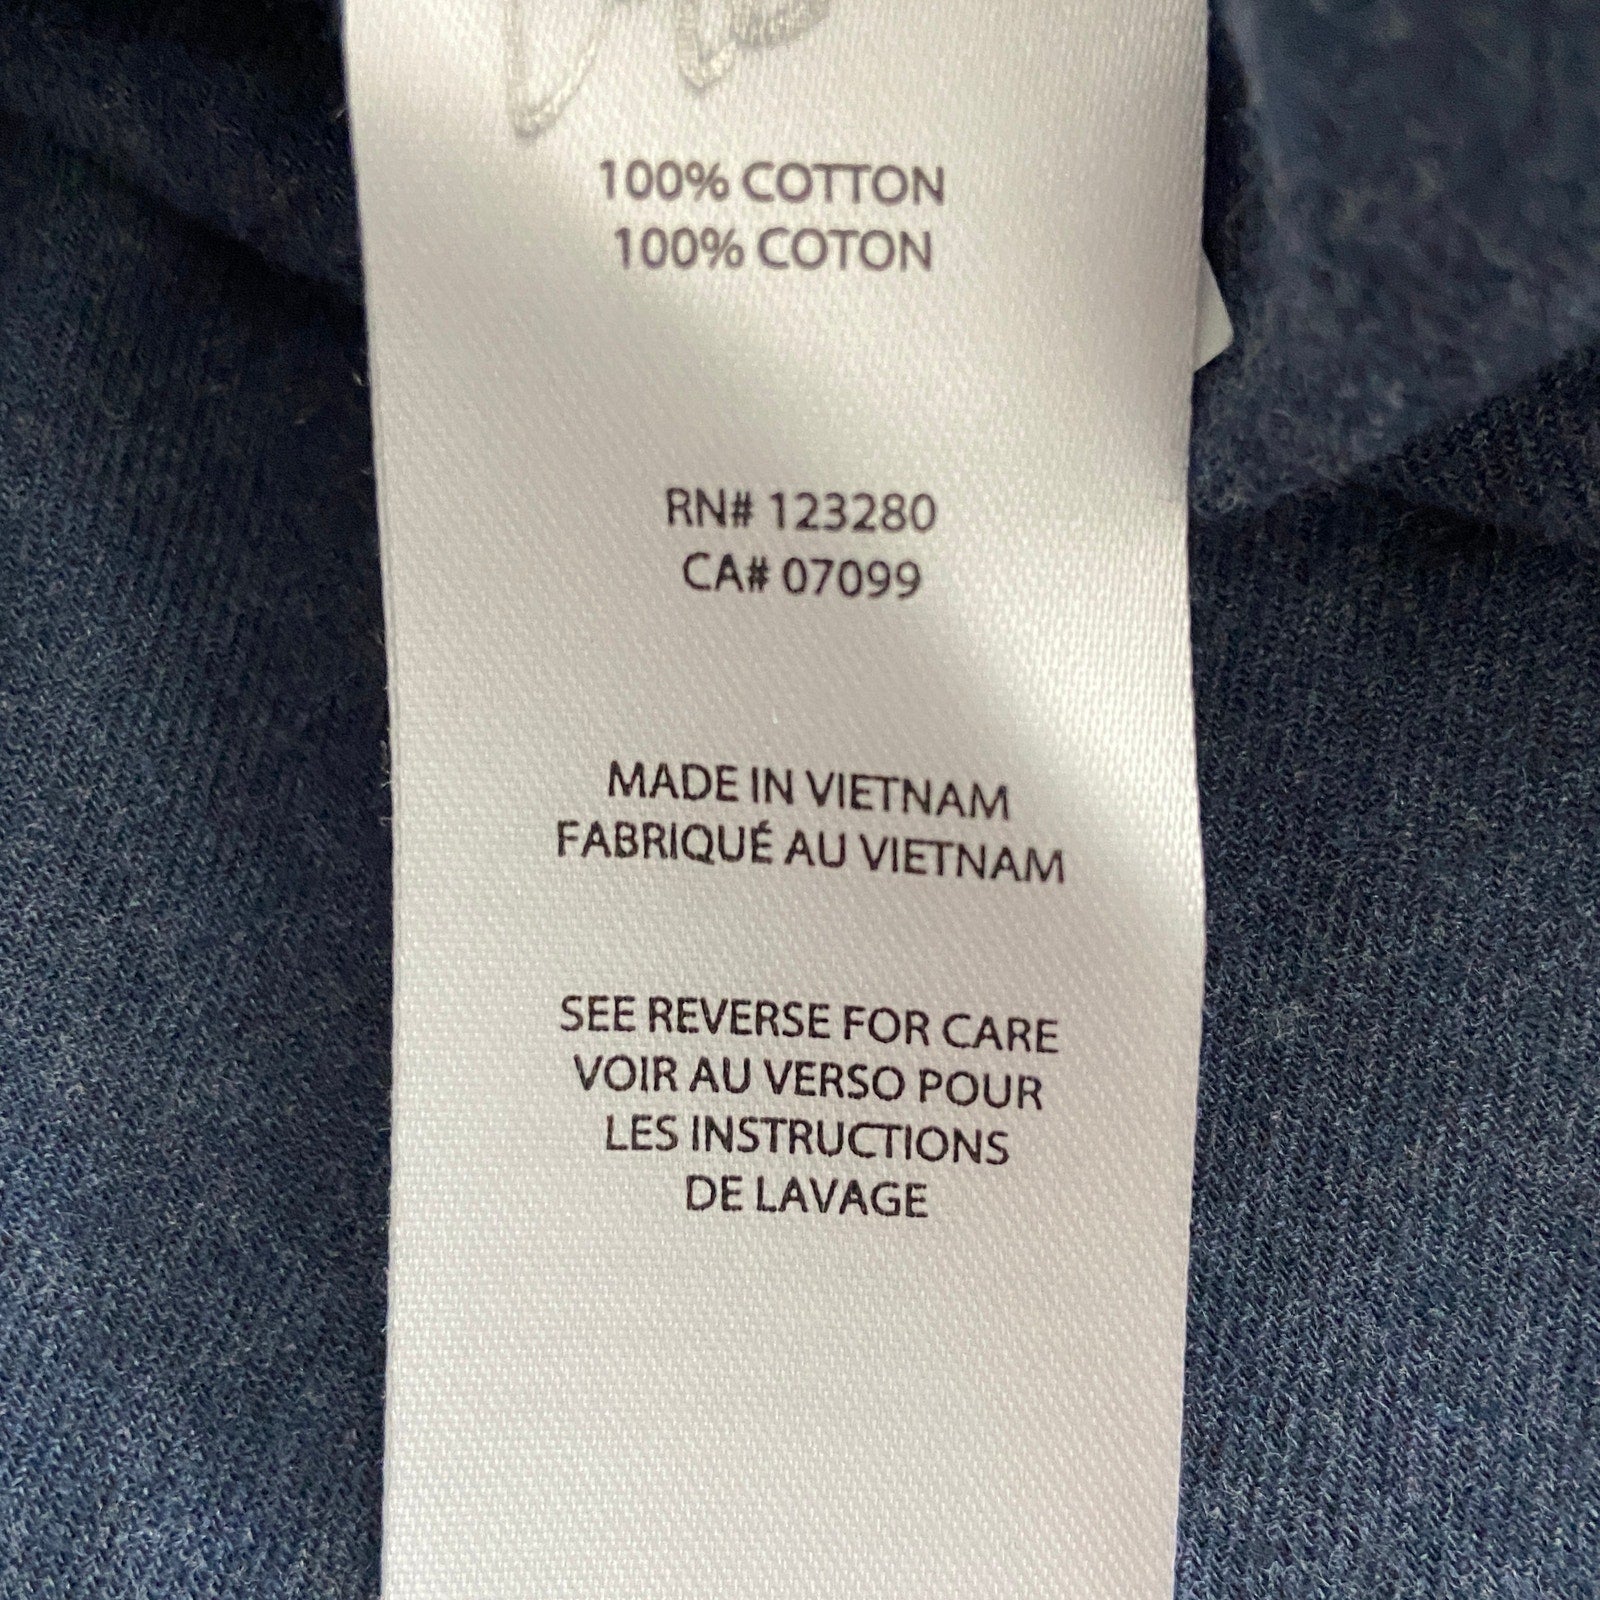 100% COTTON
100% COTON
RN# 123280
CA# 07099
MADE IN VIETNAM
FABRIQUÉ AU VIETNAM
SEE REVERSE FOR CARE
VOIR AU VERSO POUR
LES INSTRUCTIONS
DE LAVAGE